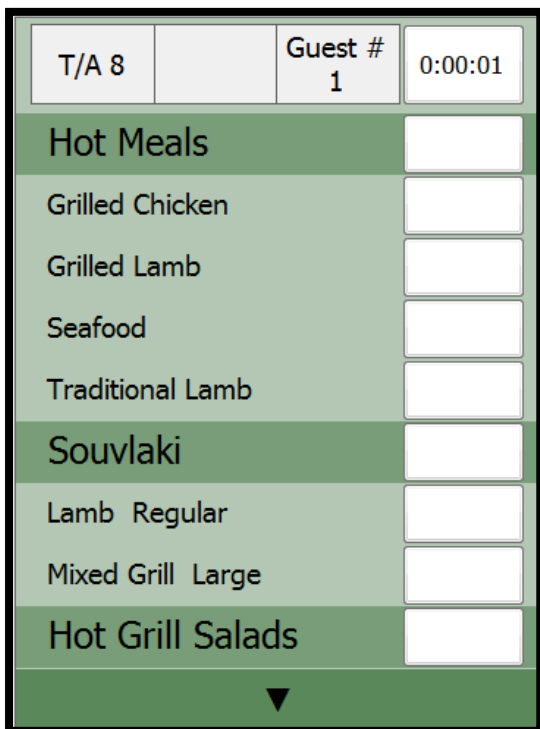 T/A 8
Guest #
1
0:00:01
Hot Meals
Grilled Chicken
Grilled Lamb
Seafood
Traditional Lamb
Souvlaki
Lamb Regular
Mixed Grill Large
Hot Grill Salads
▼